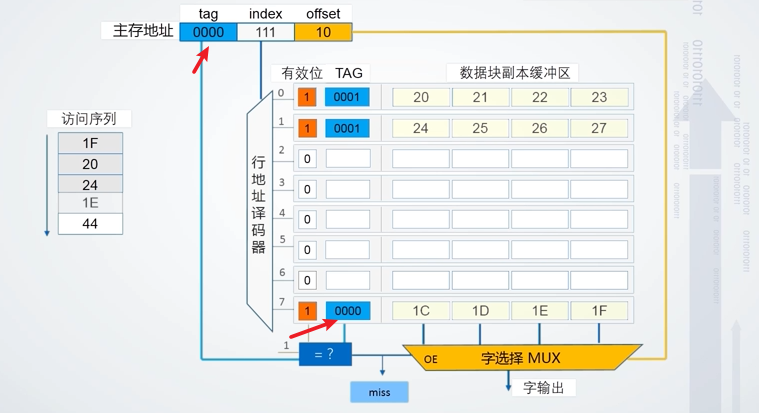 tag index offset
主存地址 0000 111 10
有效位 TAG 数据块副本缓冲区
访问序列
1F
20
24
1E
44
行地址译码器
0 1 0001 20 21 22 23
1 1 0001 24 25 26 27
2 0
3 0
4 0
5 0
6 0
7 1 0000 1C 1D 1E 1F
1
= ?
OE 字选择 MUX
miss
字输出